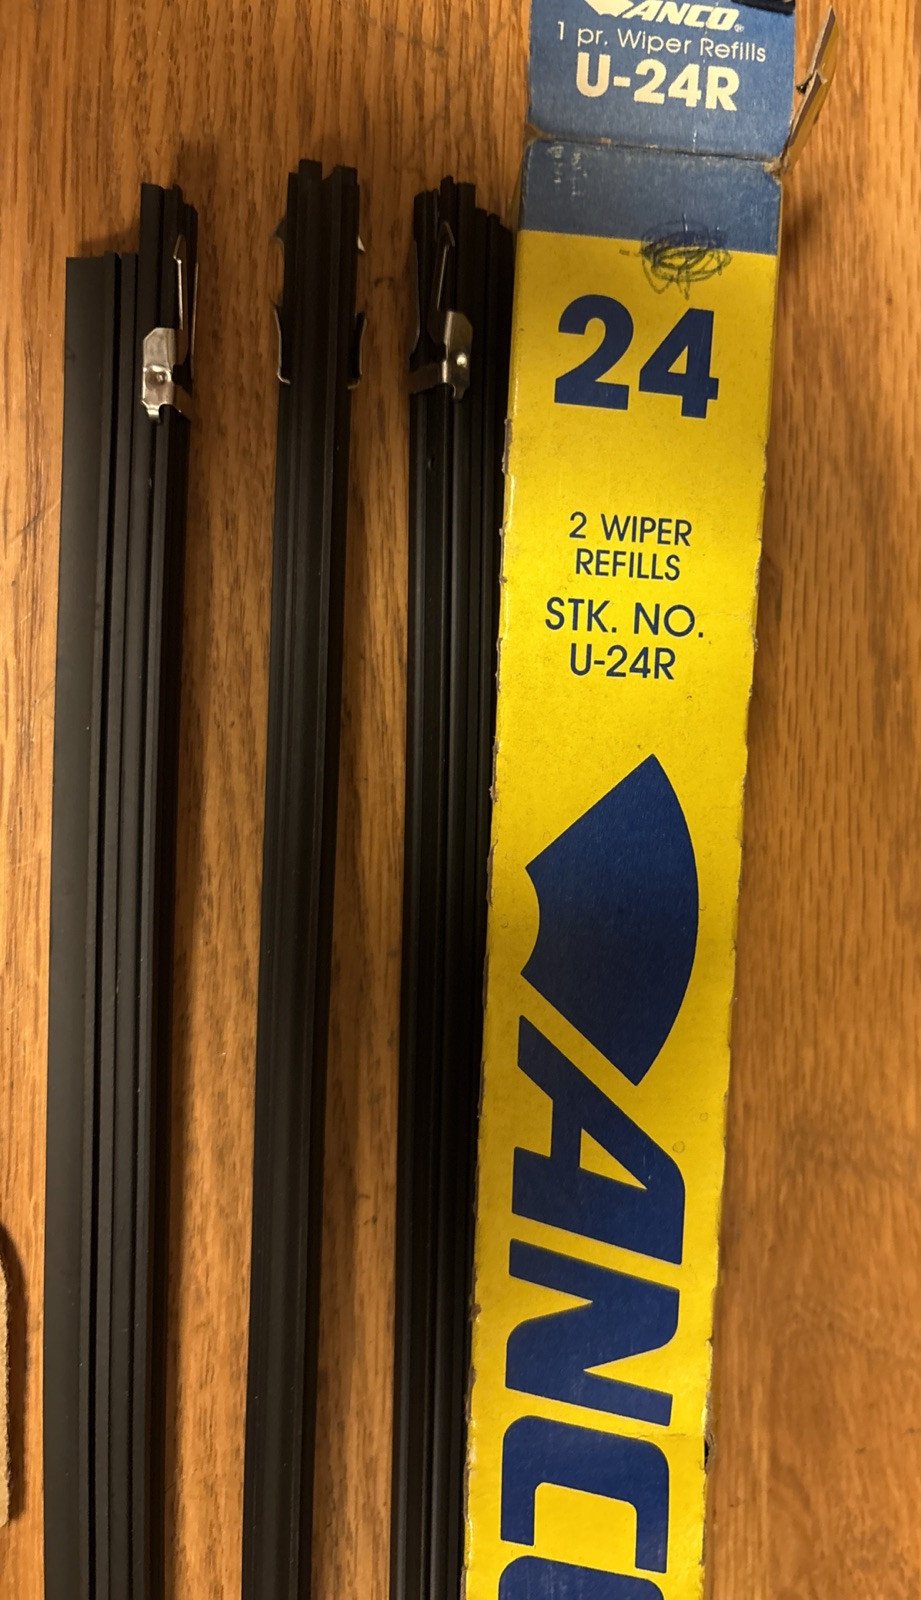 ANCO®
1 pr. Wiper Refills
U-24R
24
2 WIPER
REFILLS
STK. NO.
U-24R
ANCO